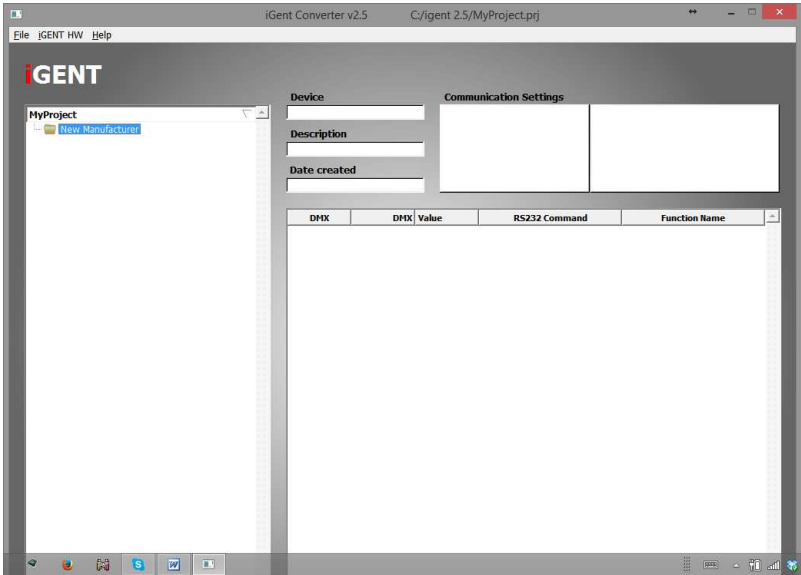 iGent Converter v2.5 C:/igent 2.5/MyProject.prj
File iGENT HW Help
iGENT
Device Communication Settings
MyProject
New Manufacturer
Description
Date created
DMX DMX Value RS232 Command Function Name